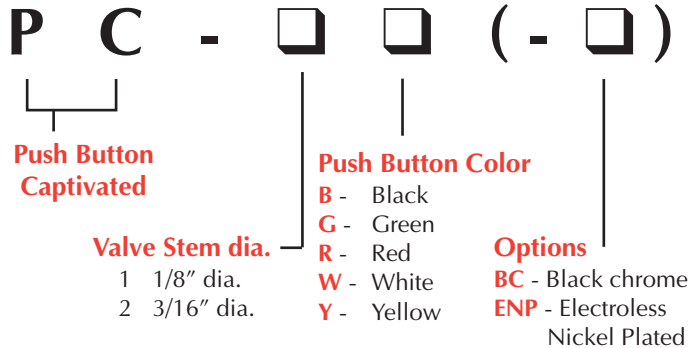 P C - ❑ ❑ ( - ❑ )
Push Button
Captivated
Valve Stem dia.
1 1/8” dia.
2 3/16” dia.
Push Button Color
B - Black
G - Green
R - Red
W - White
Y - Yellow
Options
BC - Black chrome
ENP - Electroless
Nickel Plated